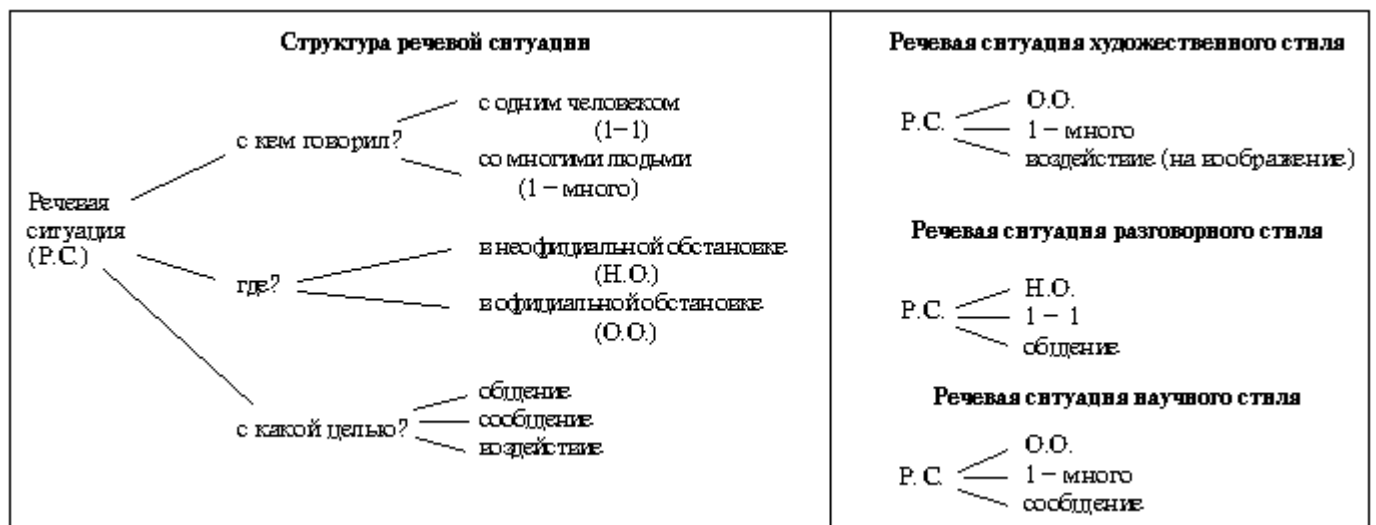 Структура речевой ситуации
с кем говорил?
с одним человеком
(1–1)
со многими людьми
(1 – много)
Речевая
ситуация
(Р.С.)
где?
в неофициальной обстановке
(Н.О.)
в официальной обстановке
(О.О.)
с какой целью?
общение
сообщение
воздействие
Речевая ситуация художественного стиля
Р.С.
О.О.
1 – много
воздействие (на воображение)
Речевая ситуация разговорного стиля
Р.С.
Н.О.
1 – 1
общение
Речевая ситуация научного стиля
Р.С.
О.О.
1 – много
сообщение